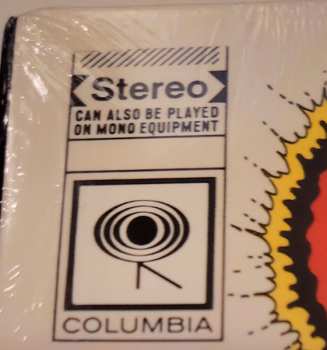 Stereo
CAN ALSO BE PLAYED
ON MONO EQUIPMENT
COLUMBIA